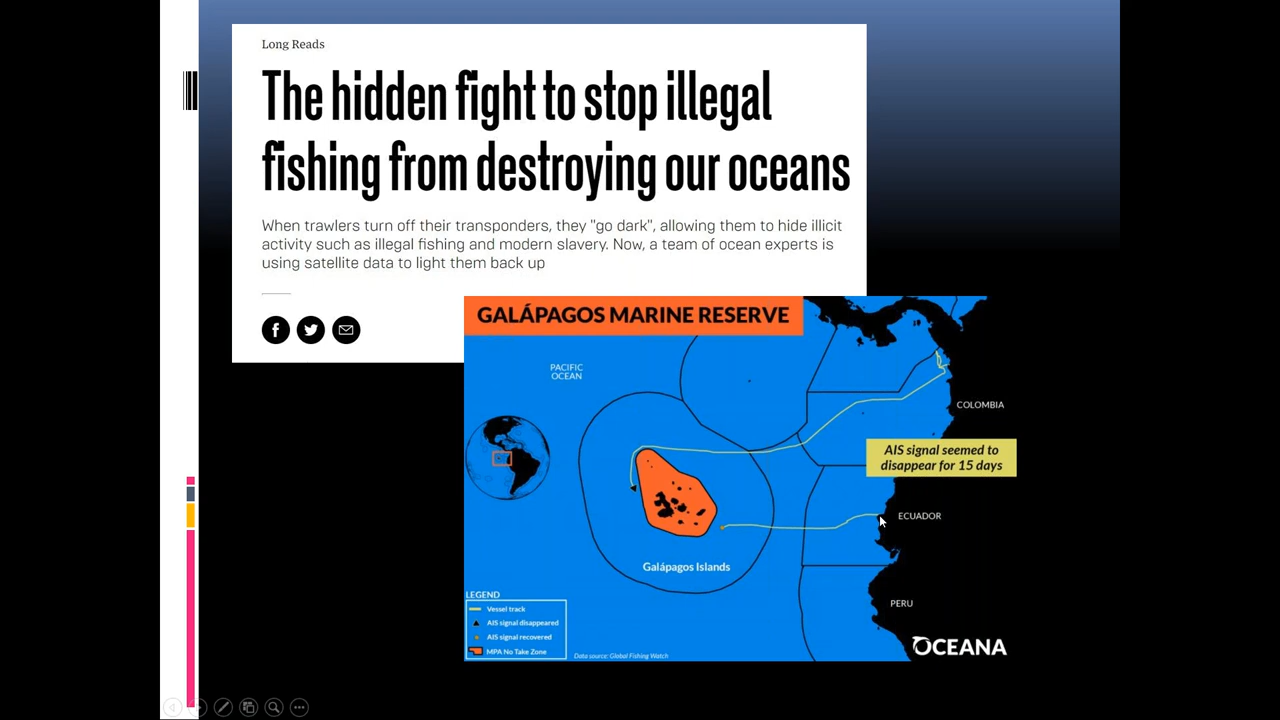 Long Reads
The hidden fight to stop illegal
fishing from destroying our oceans
When trawlers turn off their transponders, they "go dark", allowing them to hide illicit
activity such as illegal fishing and modern slavery. Now, a team of ocean experts is
using satellite data to light them back up
GALÁPAGOS MARINE RESERVE
PACIFIC
OCEAN
COLOMBIA
AIS signal seemed to
disappear for 15 days
ECUADOR
Galápagos Islands
PERU
LEGEND
Vessel track
AIS signal disappeared
AIS signal recovered
MPA No Take Zone
Data source: Global Fishing Watch
OCEANA